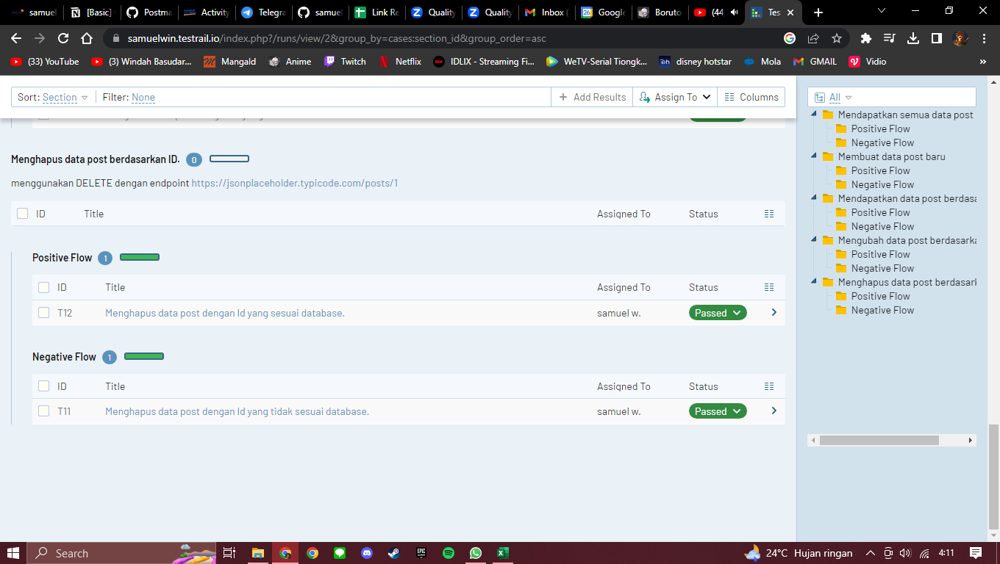 samuel
[Basic]
Postma
Activity
Telegra
samuel
Link Re
Quality
Quality
Inbox (
Google
Boruto
(44
Tes
samuelwin.testrail.io/index.php?/runs/view/2&group_by=cases:section_id&group_order=asc
(33) YouTube
(3) Windah Basudar...
Mangald
Anime
Twitch
Netflix
IDLIX - Streaming Fi...
WeTV-Serial Tiongk...
disney hotstar
Mola
GMAIL
Vidio
Sort: Section
Filter: None
Add Results
Assign To
Columns
Menghapus data post berdasarkan ID. 0
menggunakan DELETE dengan endpoint https://jsonplaceholder.typicode.com/posts/1
ID Title Assigned To Status
Positive Flow 1
ID Title Assigned To Status
T12 Menghapus data post dengan Id yang sesuai database. samuel w. Passed
Negative Flow 1
ID Title Assigned To Status
T11 Menghapus data post dengan Id yang tidak sesuai database. samuel w. Passed
All
Mendapatkan semua data post
Positive Flow
Negative Flow
Membuat data post baru
Positive Flow
Negative Flow
Mendapatkan data post berdasa
Positive Flow
Negative Flow
Mengubah data post berdasarka
Positive Flow
Negative Flow
Menghapus data post berdasark
Positive Flow
Negative Flow
Search
24°C Hujan ringan
4:11